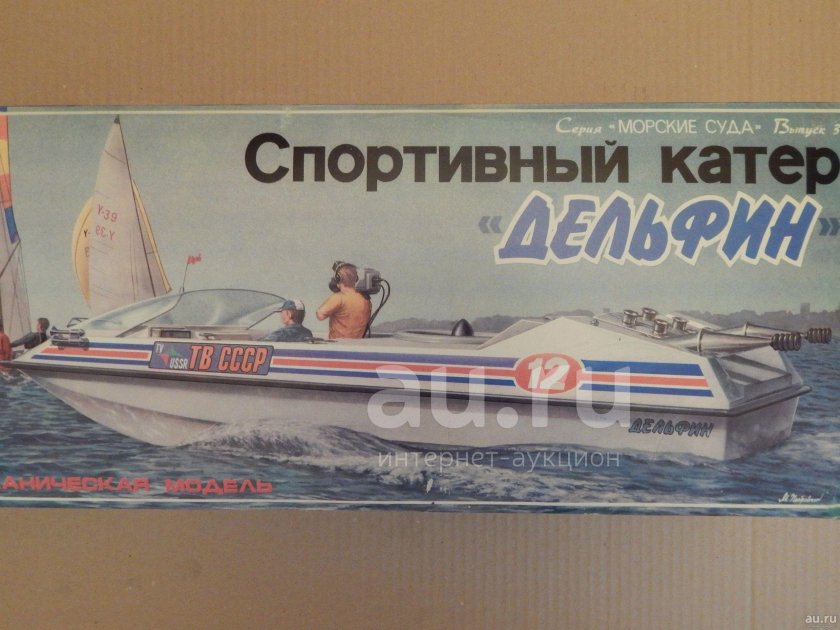 Серия «МОРСКИЕ СУДА» Выпуск
Спортивный катер
«ДЕЛЬФИН»
Y-39
Y-39
TV USSR
ТВ СССР
12
ДЕЛЬФИН
au.ru
интернет-аукцион
АНИЧЕСКАЯ МОДЕЛЬ
au.ru